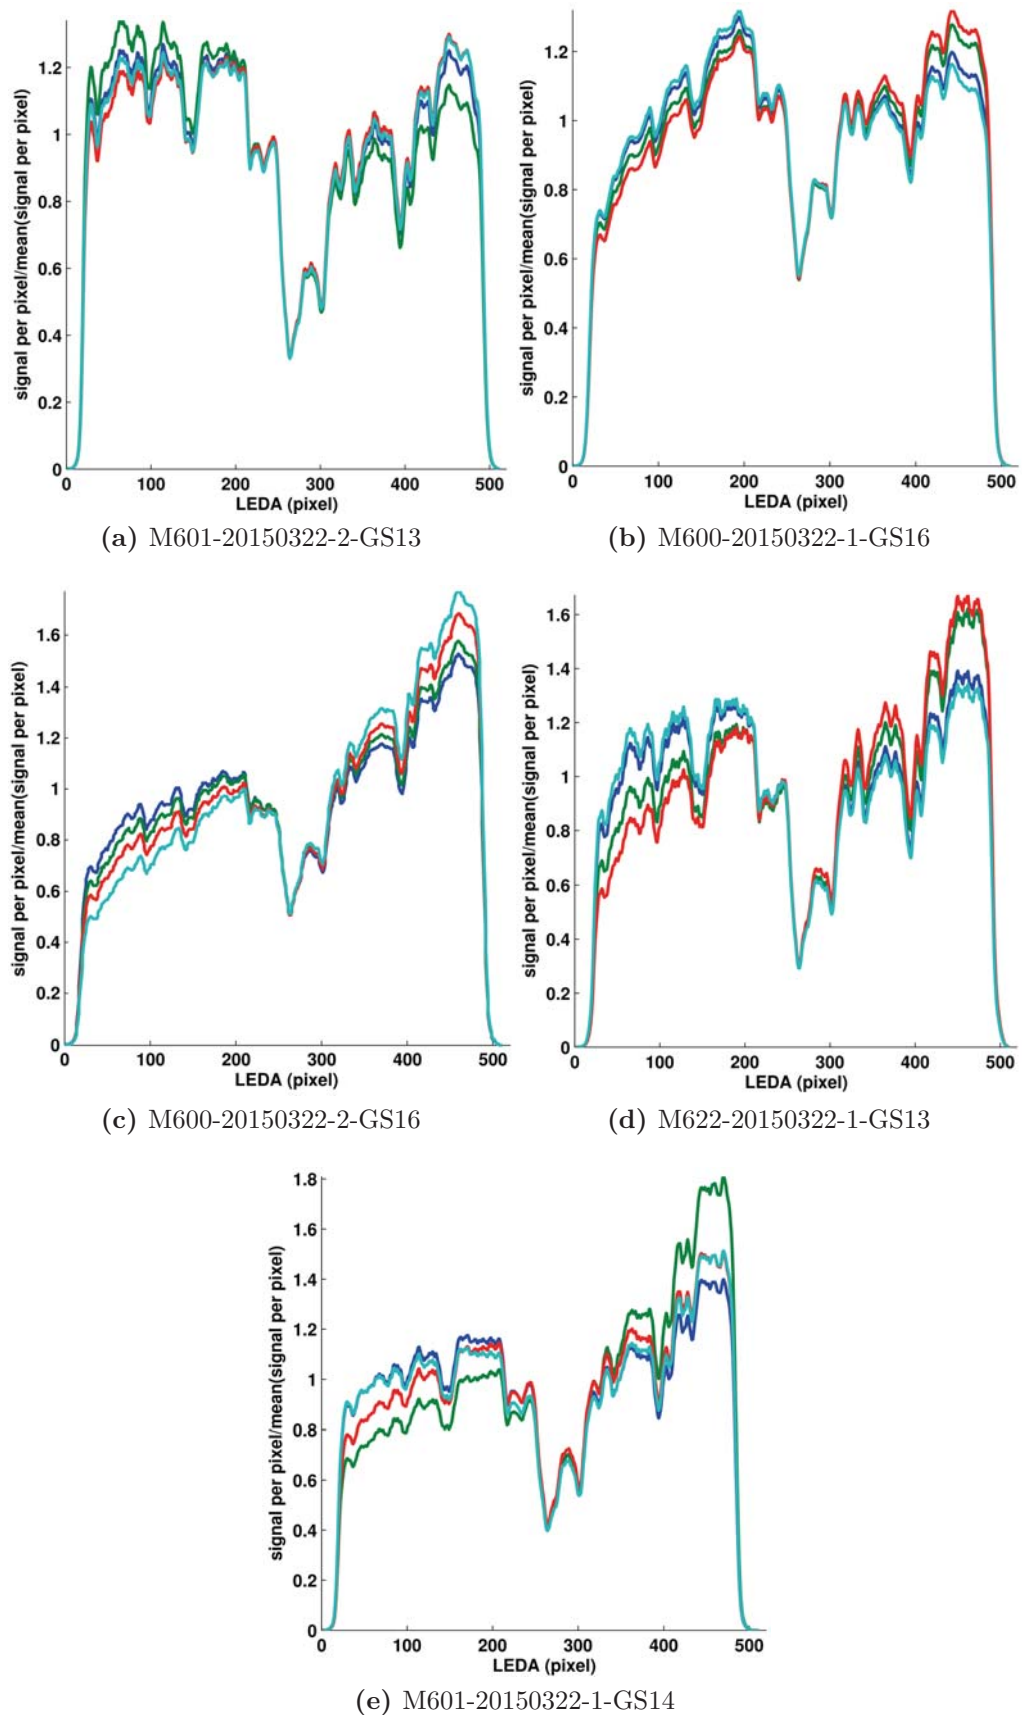 signal per pixel/mean(signal per pixel)
1.2
1
0.8
0.6
0.4
0.2
0
0 100 200 300 400 500
LEDA (pixel)
(a) M601-20150322-2-GS13
signal per pixel/mean(signal per pixel)
1.2
1
0.8
0.6
0.4
0.2
0
0 100 200 300 400 500
LEDA (pixel)
(b) M600-20150322-1-GS16
signal per pixel/mean(signal per pixel)
1.6
1.4
1.2
1
0.8
0.6
0.4
0.2
0
0 100 200 300 400 500
LEDA (pixel)
(c) M600-20150322-2-GS16
signal per pixel/mean(signal per pixel)
1.6
1.4
1.2
1
0.8
0.6
0.4
0.2
0
0 100 200 300 400 500
LEDA (pixel)
(d) M622-20150322-1-GS13
signal per pixel/mean(signal per pixel)
1.8
1.6
1.4
1.2
1
0.8
0.6
0.4
0.2
0
0 100 200 300 400 500
LEDA (pixel)
(e) M601-20150322-1-GS14